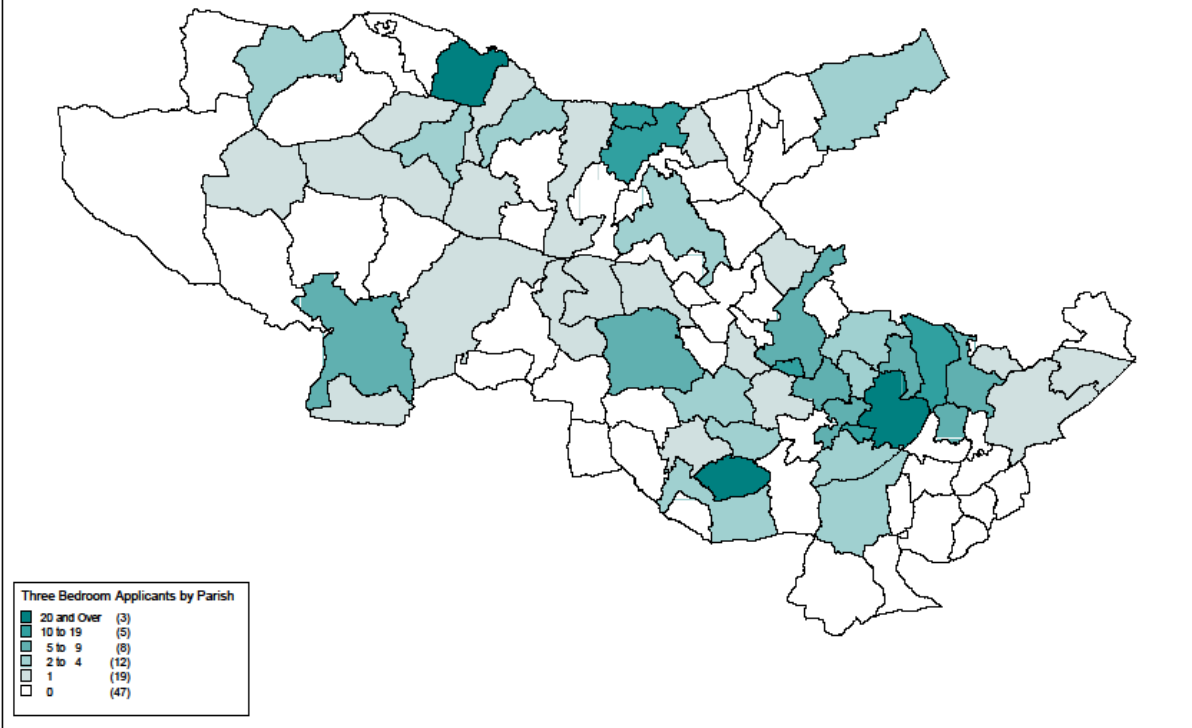 Three Bedroom Applicants by Parish
20 and Over (3)
10 to 19 (5)
5 to 9 (8)
2 to 4 (12)
1 (19)
0 (47)